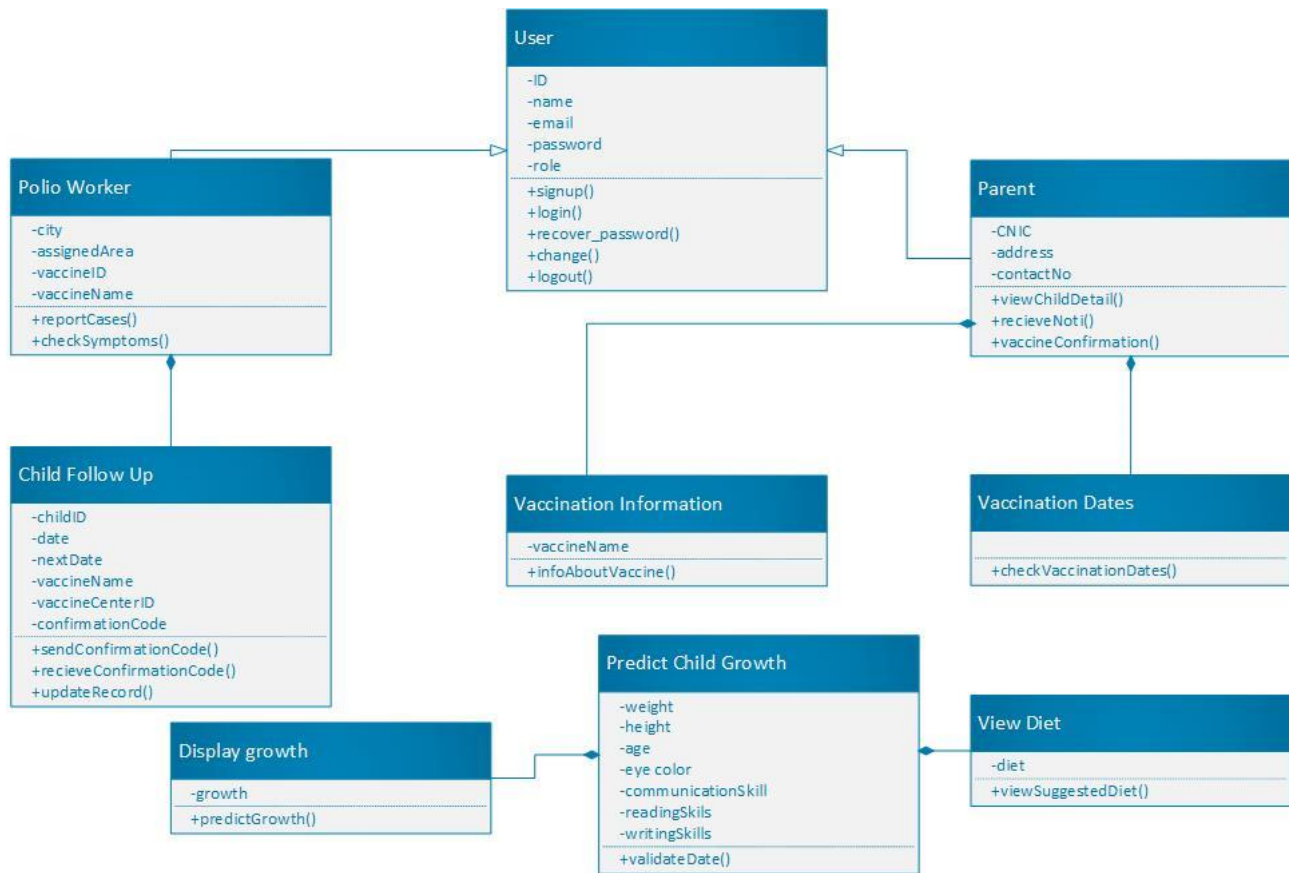 User
-ID
-name
-email
-password
-role
+signup()
+login()
+recover_password()
+change()
+logout()
Polio Worker
-city
-assignedArea
-vaccineID
-vaccineName
+reportCases()
+checkSymptoms()
Parent
-CNIC
-address
-contactNo
+viewChildDetail()
+recieveNoti()
+vaccineConfirmation()
Child Follow Up
-childID
-date
-nextDate
-vaccineName
-vaccineCenterID
-confirmationCode
+sendConfirmationCode()
+recieveConfirmationCode()
+updateRecord()
Vaccination Information
-vaccineName
+infoAboutVaccine()
Vaccination Dates
+checkVaccinationDates()
Predict Child Growth
-weight
-height
-age
-eye color
-communicationSkill
-readingSkils
-writingSkills
+validateDate()
Display growth
-growth
+predictGrowth()
View Diet
-diet
+viewSuggestedDiet()